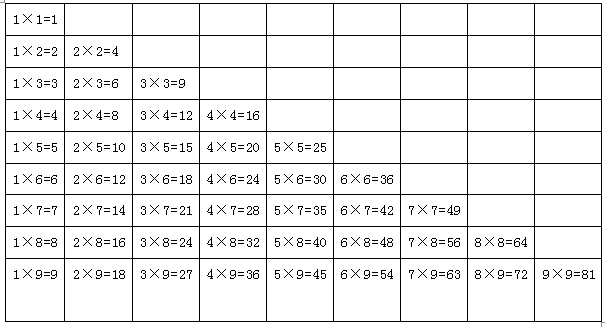 1×1=1
1×2=2 2×2=4
1×3=3 2×3=6 3×3=9
1×4=4 2×4=8 3×4=12 4×4=16
1×5=5 2×5=10 3×5=15 4×5=20 5×5=25
1×6=6 2×6=12 3×6=18 4×6=24 5×6=30 6×6=36
1×7=7 2×7=14 3×7=21 4×7=28 5×7=35 6×7=42 7×7=49
1×8=8 2×8=16 3×8=24 4×8=32 5×8=40 6×8=48 7×8=56 8×8=64
1×9=9 2×9=18 3×9=27 4×9=36 5×9=45 6×9=54 7×9=63 8×9=72 9×9=81